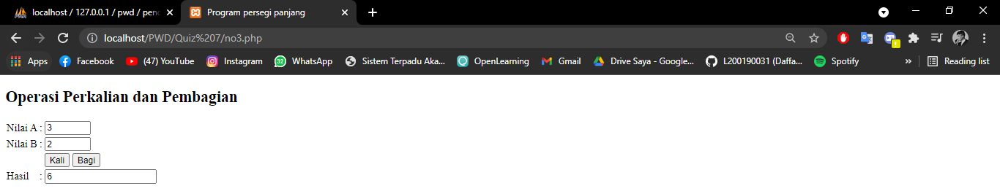 localhost / 127.0.0.1 / pwd / pen
Program persegi panjang
localhost/PWD/Quiz%207/no3.php
Apps
Facebook
(47) YouTube
Instagram
32
WhatsApp
Sistem Terpadu Aka...
OpenLearning
Gmail
Drive Saya - Google...
L200190031 (Daffa...
Spotify
»
Reading list
Operasi Perkalian dan Pembagian
Nilai A : 3
Nilai B : 2
Kali Bagi
Hasil : 6